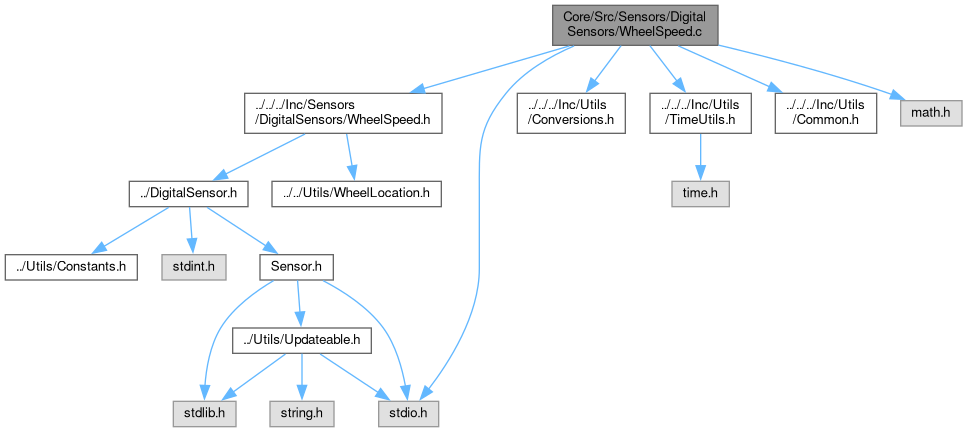 Core/Src/Sensors/Digital
Sensors/WheelSpeed.c
../../../Inc/Sensors
/DigitalSensors/WheelSpeed.h
../../../Inc/Utils
/Conversions.h
../../../Inc/Utils
/TimeUtils.h
../../../Inc/Utils
/Common.h
math.h
../DigitalSensor.h
../../Utils/WheelLocation.h
time.h
../Utils/Constants.h
stdint.h
Sensor.h
../Utils/Updateable.h
stdlib.h
string.h
stdio.h